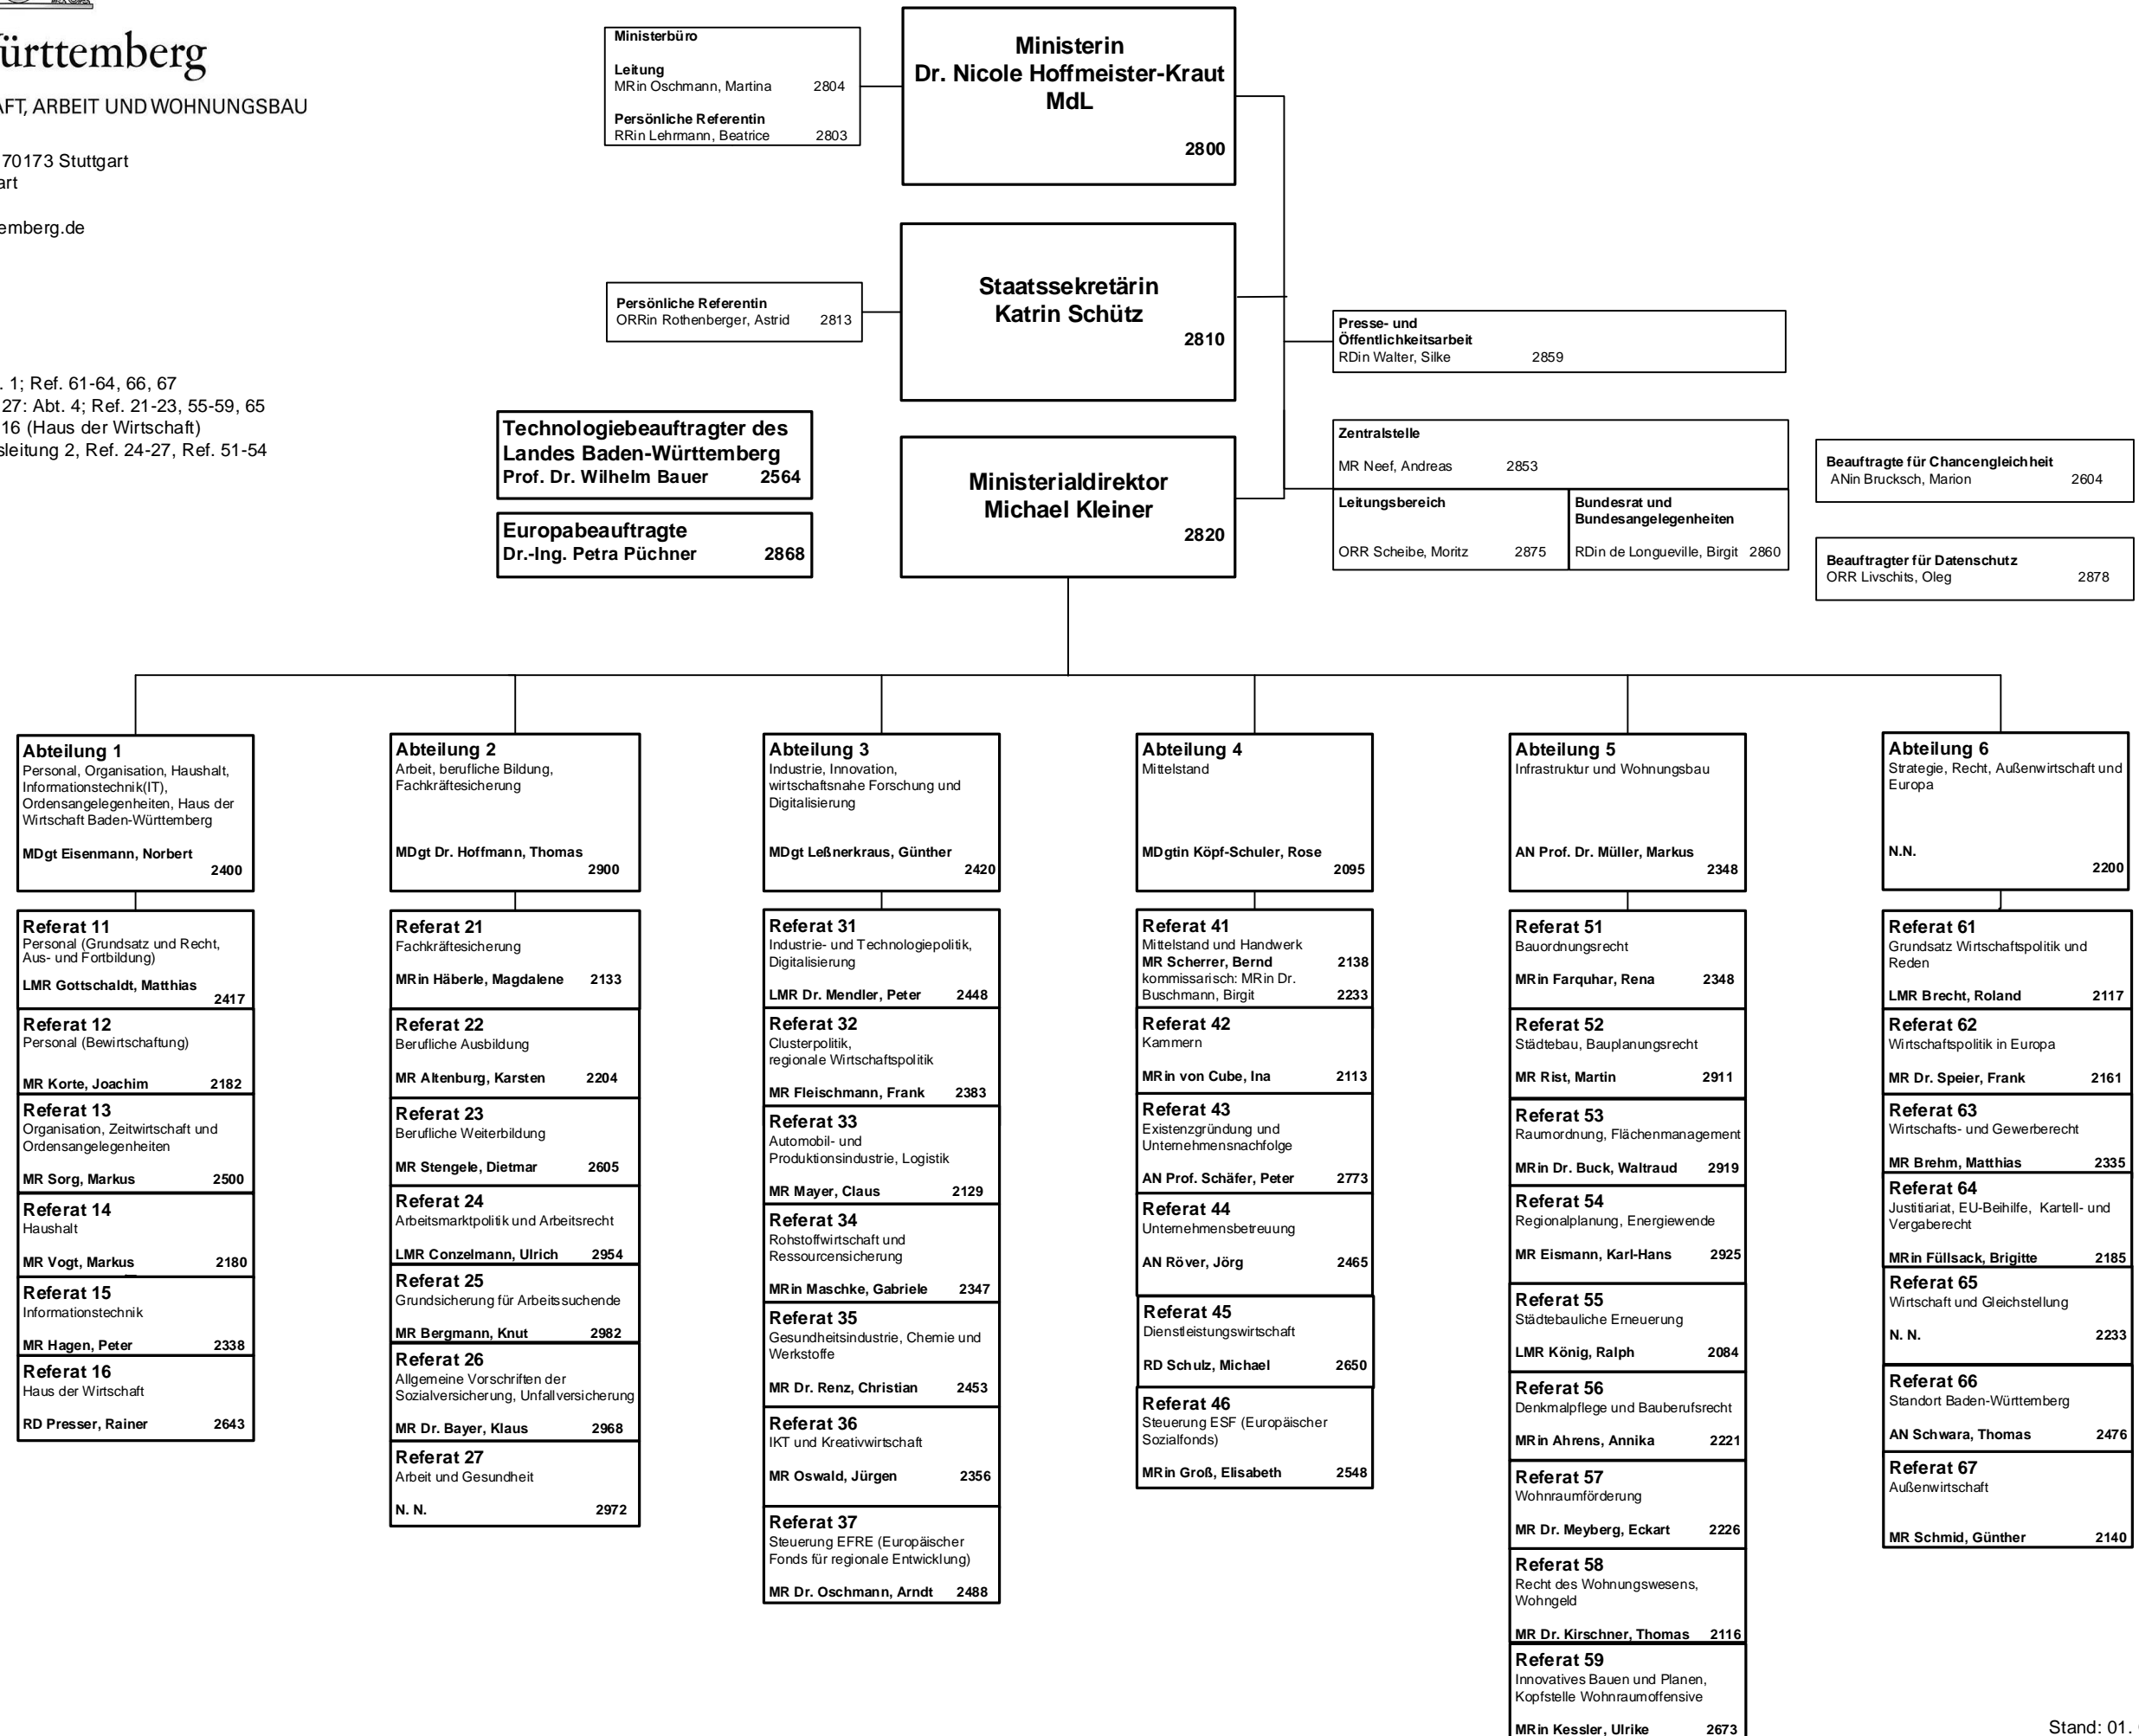 ürttemberg
AFT, ARBEIT UND WOHNUNGSBAU
70173 Stuttgart
art
emberg.de
. 1; Ref. 61-64, 66, 67
27: Abt. 4; Ref. 21-23, 55-59, 65
16 (Haus der Wirtschaft)
sleitung 2, Ref. 24-27, Ref. 51-54
Ministerbüro
Leitung
MRin Oschmann, Martina 2804
Persönliche Referentin
RRin Lehrmann, Beatrice 2803
Ministerin
Dr. Nicole Hoffmeister-Kraut
MdL
2800
Persönliche Referentin
ORRin Rothenberger, Astrid 2813
Staatssekretärin
Katrin Schütz
2810
Presse- und
Öffentlichkeitsarbeit
RDin Walter, Silke 2859
Technologiebeauftragter des
Landes Baden-Württemberg
Prof. Dr. Wilhelm Bauer 2564
Europabeauftragte
Dr.-Ing. Petra Püchner 2868
Ministerialdirektor
Michael Kleiner
2820
Zentralstelle
MR Neef, Andreas 2853
Leitungsbereich
ORR Scheibe, Moritz 2875
Bundesrat und
Bundesangelegenheiten
RDin de Longueville, Birgit 2860
Beauftragte für Chancengleichheit
ANin Brucksch, Marion 2604
Beauftragter für Datenschutz
ORR Livschits, Oleg 2878
Abteilung 1
Personal, Organisation, Haushalt,
Informationstechnik(IT),
Ordensangelegenheiten, Haus der
Wirtschaft Baden-Württemberg
MDgt Eisenmann, Norbert
2400
Referat 11
Personal (Grundsatz und Recht,
Aus- und Fortbildung)
LMR Gottschaldt, Matthias
2417
Referat 12
Personal (Bewirtschaftung)
MR Korte, Joachim 2182
Referat 13
Organisation, Zeitwirtschaft und
Ordensangelegenheiten
MR Sorg, Markus 2500
Referat 14
Haushalt
MR Vogt, Markus 2180
Referat 15
Informationstechnik
MR Hagen, Peter 2338
Referat 16
Haus der Wirtschaft
RD Presser, Rainer 2643
Abteilung 2
Arbeit, berufliche Bildung,
Fachkräftesicherung
MDgt Dr. Hoffmann, Thomas
2900
Referat 21
Fachkräftesicherung
MRin Häberle, Magdalene 2133
Referat 22
Berufliche Ausbildung
MR Altenburg, Karsten 2204
Referat 23
Berufliche Weiterbildung
MR Stengele, Dietmar 2605
Referat 24
Arbeitsmarktpolitik und Arbeitsrecht
LMR Conzelmann, Ulrich 2954
Referat 25
Grundsicherung für Arbeitssuchende
MR Bergmann, Knut 2982
Referat 26
Allgemeine Vorschriften der
Sozialversicherung, Unfallversicherung
MR Dr. Bayer, Klaus 2968
Referat 27
Arbeit und Gesundheit
N. N. 2972
Abteilung 3
Industrie, Innovation,
wirtschaftsnahe Forschung und
Digitalisierung
MDgt Leßnerkraus, Günther
2420
Referat 31
Industrie- und Technologiepolitik,
Digitalisierung
LMR Dr. Mendler, Peter 2448
Referat 32
Clusterpolitik,
regionale Wirtschaftspolitik
MR Fleischmann, Frank 2383
Referat 33
Automobil- und
Produktionsindustrie, Logistik
MR Mayer, Claus 2129
Referat 34
Rohstoffwirtschaft und
Ressourcensicherung
MRin Maschke, Gabriele 2347
Referat 35
Gesundheitsindustrie, Chemie und
Werkstoffe
MR Dr. Renz, Christian 2453
Referat 36
IKT und Kreativwirtschaft
MR Oswald, Jürgen 2356
Referat 37
Steuerung EFRE (Europäischer
Fonds für regionale Entwicklung)
MR Dr. Oschmann, Arndt 2488
Abteilung 4
Mittelstand
MDgtin Köpf-Schuler, Rose
2095
Referat 41
Mittelstand und Handwerk
MR Scherrer, Bernd 2138
kommissarisch: MRin Dr.
Buschmann, Birgit 2233
Referat 42
Kammern
MRin von Cube, Ina 2113
Referat 43
Existenzgründung und
Unternehmensnachfolge
AN Prof. Schäfer, Peter 2773
Referat 44
Unternehmensbetreuung
AN Röver, Jörg 2465
Referat 45
Dienstleistungswirtschaft
RD Schulz, Michael 2650
Referat 46
Steuerung ESF (Europäischer
Sozialfonds)
MRin Groß, Elisabeth 2548
Abteilung 5
Infrastruktur und Wohnungsbau
AN Prof. Dr. Müller, Markus
2348
Referat 51
Bauordnungsrecht
MRin Farquhar, Rena 2348
Referat 52
Städtebau, Bauplanungsrecht
MR Rist, Martin 2911
Referat 53
Raumordnung, Flächenmanagement
MRin Dr. Buck, Waltraud 2919
Referat 54
Regionalplanung, Energiewende
MR Eismann, Karl-Hans 2925
Referat 55
Städtebauliche Erneuerung
LMR König, Ralph 2084
Referat 56
Denkmalpflege und Bauberufsrecht
MRin Ahrens, Annika 2221
Referat 57
Wohnraumförderung
MR Dr. Meyberg, Eckart 2226
Referat 58
Recht des Wohnungswesens,
Wohngeld
MR Dr. Kirschner, Thomas 2116
Referat 59
Innovatives Bauen und Planen,
Kopfstelle Wohnraumoffensive
MRin Kessler, Ulrike 2673
Abteilung 6
Strategie, Recht, Außenwirtschaft und
Europa
N.N.
2200
Referat 61
Grundsatz Wirtschaftspolitik und
Reden
LMR Brecht, Roland 2117
Referat 62
Wirtschaftspolitik in Europa
MR Dr. Speier, Frank 2161
Referat 63
Wirtschafts- und Gewerberecht
MR Brehm, Matthias 2335
Referat 64
Justitiariat, EU-Beihilfe, Kartell- und
Vergaberecht
MRin Füllsack, Brigitte 2185
Referat 65
Wirtschaft und Gleichstellung
N. N. 2233
Referat 66
Standort Baden-Württemberg
AN Schwara, Thomas 2476
Referat 67
Außenwirtschaft
MR Schmid, Günther 2140
Stand: 01.